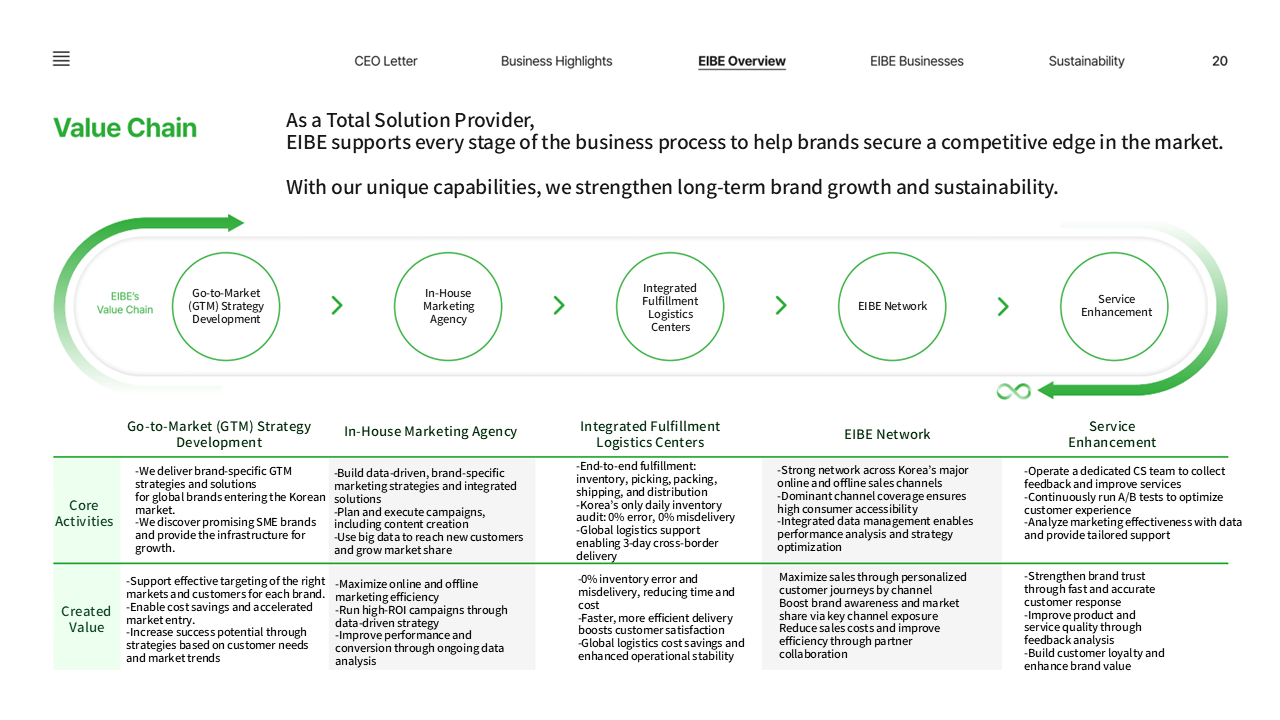 CEO Letter
Business Highlights
EIBE Overview
EIBE Businesses
Sustainability
20
Value Chain
As a Total Solution Provider,
EIBE supports every stage of the business process to help brands secure a competitive edge in the market.
With our unique capabilities, we strengthen long-term brand growth and sustainability.
EIBE's
Value Chain
Go-to-Market
(GTM) Strategy
Development
In-House
Marketing
Agency
Integrated
Fulfillment
Logistics
Centers
EIBE Network
Service
Enhancement
Go-to-Market (GTM) Strategy
Development
In-House Marketing Agency
Integrated Fulfillment
Logistics Centers
EIBE Network
Service
Enhancement
Core
Activities
-We deliver brand-specific GTM
strategies and solutions
for global brands entering the Korean
market.
-We discover promising SME brands
and provide the infrastructure for
growth.
-Build data-driven, brand-specific
marketing strategies and integrated
solutions
-Plan and execute campaigns,
including content creation
-Use big data to reach new customers
and grow market share
-End-to-end fulfillment:
inventory, picking, packing,
shipping, and distribution
-Korea's only daily inventory
audit: 0% error, 0% misdelivery
-Global logistics support
enabling 3-day cross-border
delivery
-Strong network across Korea's major
online and offline sales channels
-Dominant channel coverage ensures
high consumer accessibility
-Integrated data management enables
performance analysis and strategy
optimization
-Operate a dedicated CS team to collect
feedback and improve services
-Continuously run A/B tests to optimize
customer experience
-Analyze marketing effectiveness with data
and provide tailored support
Created
Value
-Support effective targeting of the right
markets and customers for each brand.
-Enable cost savings and accelerated
market entry.
-Increase success potential through
strategies based on customer needs
and market trends
-Maximize online and offline
marketing efficiency
-Run high-ROI campaigns through
data-driven strategy
-Improve performance and
conversion through ongoing data
analysis
-0% inventory error and
misdelivery, reducing time and
cost
-Faster, more efficient delivery
boosts customer satisfaction
-Global logistics cost savings and
enhanced operational stability
Maximize sales through personalized
customer journeys by channel
Boost brand awareness and market
share via key channel exposure
Reduce sales costs and improve
efficiency through partner
collaboration
-Strengthen brand trust
through fast and accurate
customer response
-Improve product and
service quality through
feedback analysis
-Build customer loyalty and
enhance brand value